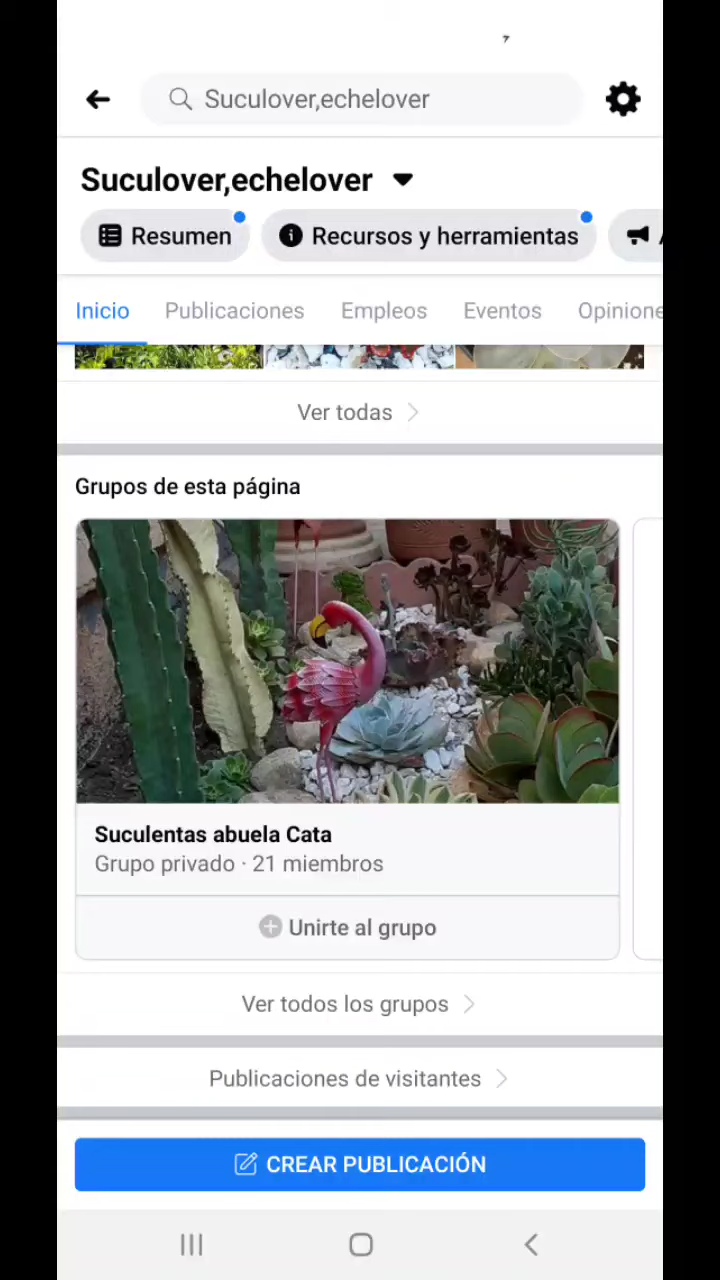 Suculover,echelover
Suculover,echelover
Resumen
Recursos y herramientas
Inicio
Publicaciones
Empleos
Eventos
Opinione
Ver todas
Grupos de esta página
Suculentas abuela Cata
Grupo privado · 21 miembros
Unirte al grupo
Ver todos los grupos
Publicaciones de visitantes
CREAR PUBLICACIÓN